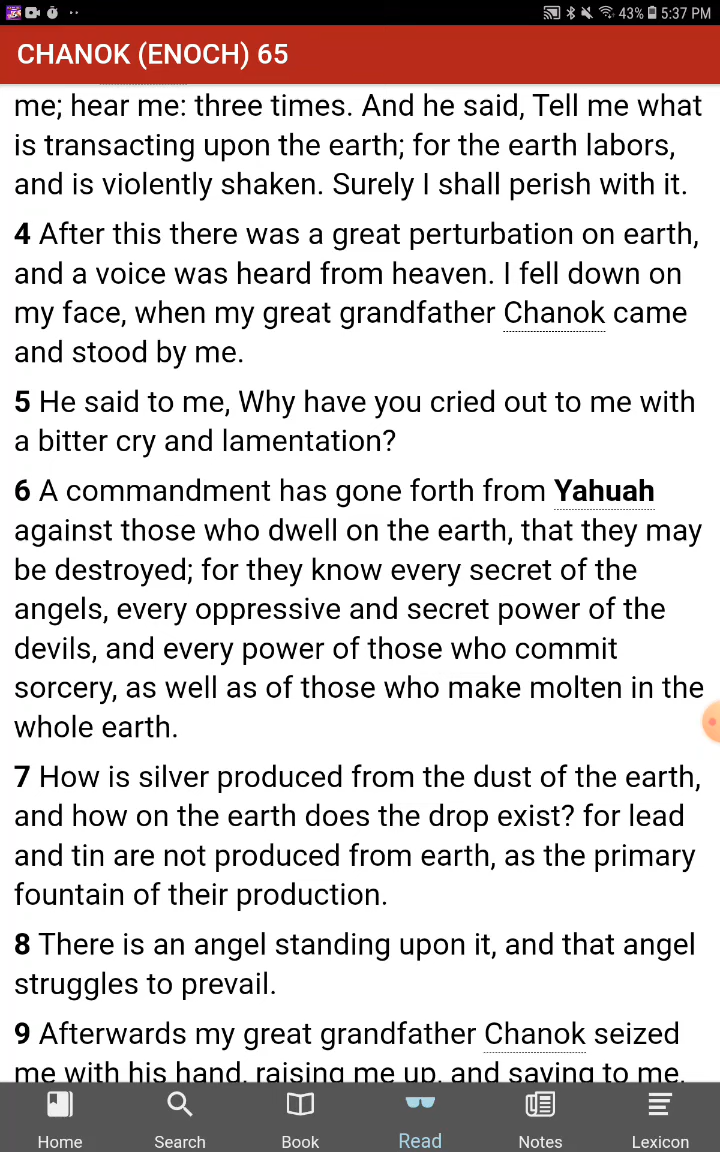 43% 5:37 PM
CHANOK (ENOCH) 65
me; hear me: three times. And he said, Tell me what
is transacting upon the earth; for the earth labors,
and is violently shaken. Surely I shall perish with it.
4 After this there was a great perturbation on earth,
and a voice was heard from heaven. I fell down on
my face, when my great grandfather Chanok came
and stood by me.
5 He said to me, Why have you cried out to me with
a bitter cry and lamentation?
6 A commandment has gone forth from Yahuah
against those who dwell on the earth, that they may
be destroyed; for they know every secret of the
angels, every oppressive and secret power of the
devils, and every power of those who commit
sorcery, as well as of those who make molten in the
whole earth.
7 How is silver produced from the dust of the earth,
and how on the earth does the drop exist? for lead
and tin are not produced from earth, as the primary
fountain of their production.
8 There is an angel standing upon it, and that angel
struggles to prevail.
9 Afterwards my great grandfather Chanok seized
me with his hand, raising me up, and saying to me,
Home Search Book Read Notes Lexicon